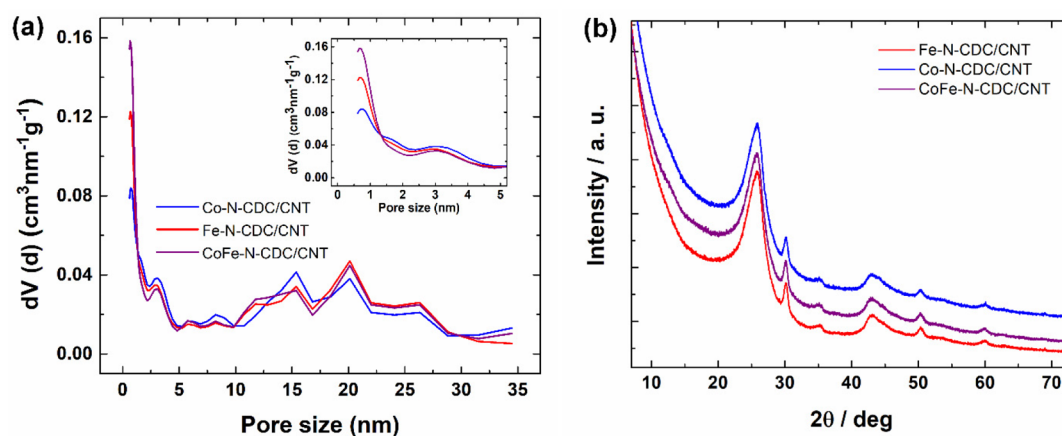 (a)
0.16
0.12
0.08
0.04
0.00
dV (d) (cm³nm⁻¹g⁻¹)
0 5 10 15 20 25 30 35
Pore size (nm)
Co-N-CDC/CNT
Fe-N-CDC/CNT
CoFe-N-CDC/CNT
0.16
0.12
0.08
0.04
0.00
dV (d) (cm³nm⁻¹g⁻¹)
0 1 2 3 4 5
Pore size (nm)
(b)
Fe-N-CDC/CNT
Co-N-CDC/CNT
CoFe-N-CDC/CNT
Intensity / a. u.
10 20 30 40 50 60 70
2θ / deg